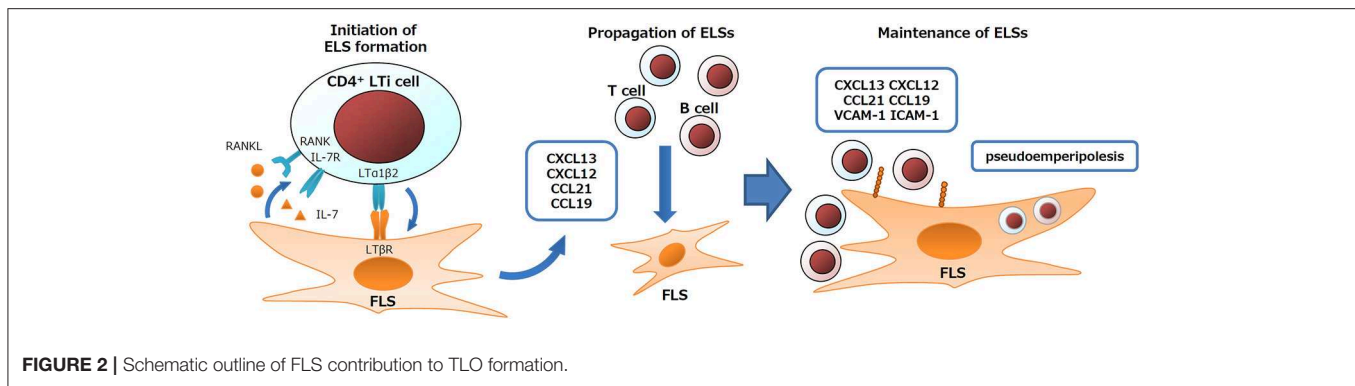 Initiation of
ELS formation
CD4⁺ LTi cell
RANKL
RANK
IL-7R
LTα1β2
IL-7
LTβR
FLS
Propagation of ELSs
T cell
B cell
CXCL13
CXCL12
CCL21
CCL19
FLS
Maintenance of ELSs
CXCL13 CXCL12
CCL21 CCL19
VCAM-1 ICAM-1
pseudoemperipolesis
FLS
FIGURE 2 | Schematic outline of FLS contribution to TLO formation.